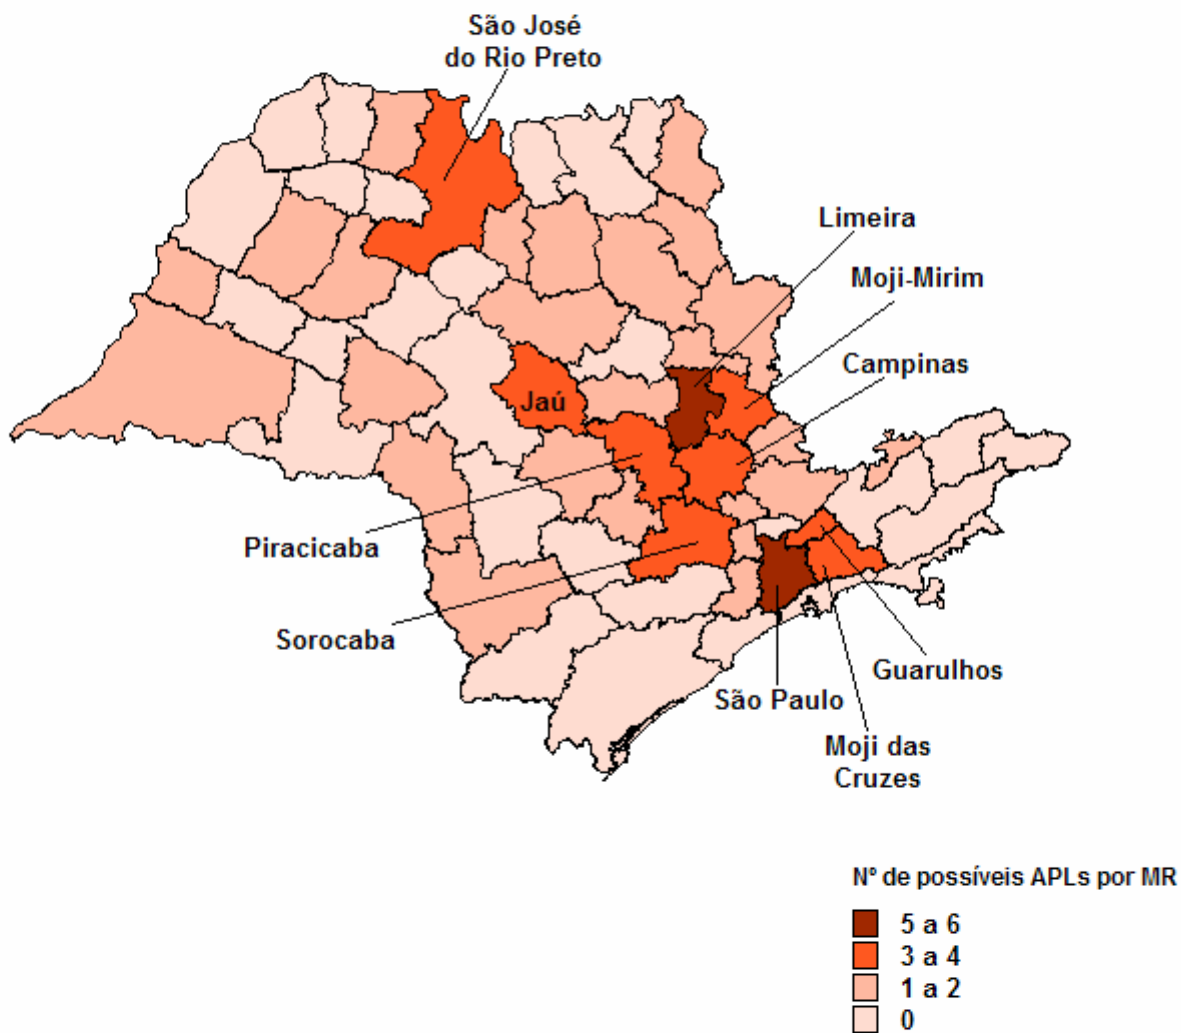 São José
do Rio Preto
Limeira
Moji-Mirim
Campinas
Jaú
Piracicaba
Sorocaba
Guarulhos
São Paulo
Moji das
Cruzes
Nº de possíveis APLs por MR
5 a 6
3 a 4
1 a 2
0